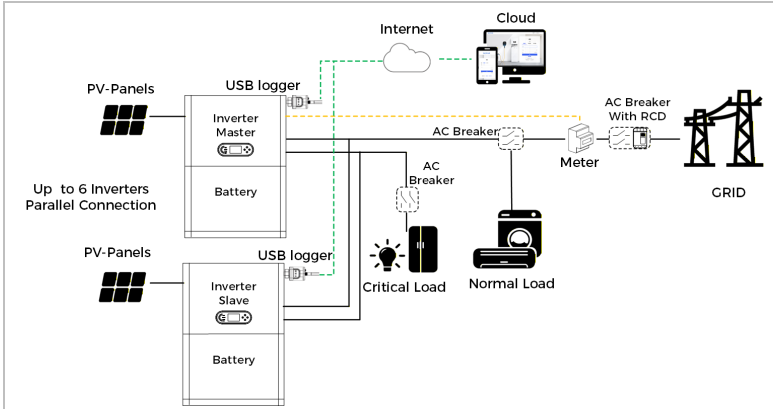 Internet
Cloud
PV-Panels
USB logger
Inverter
Master
Battery
AC Breaker
AC Breaker
With RCD
Meter
GRID
AC
Breaker
Up to 6 Inverters
Parallel Connection
Critical Load
Normal Load
PV-Panels
USB logger
Inverter
Slave
Battery